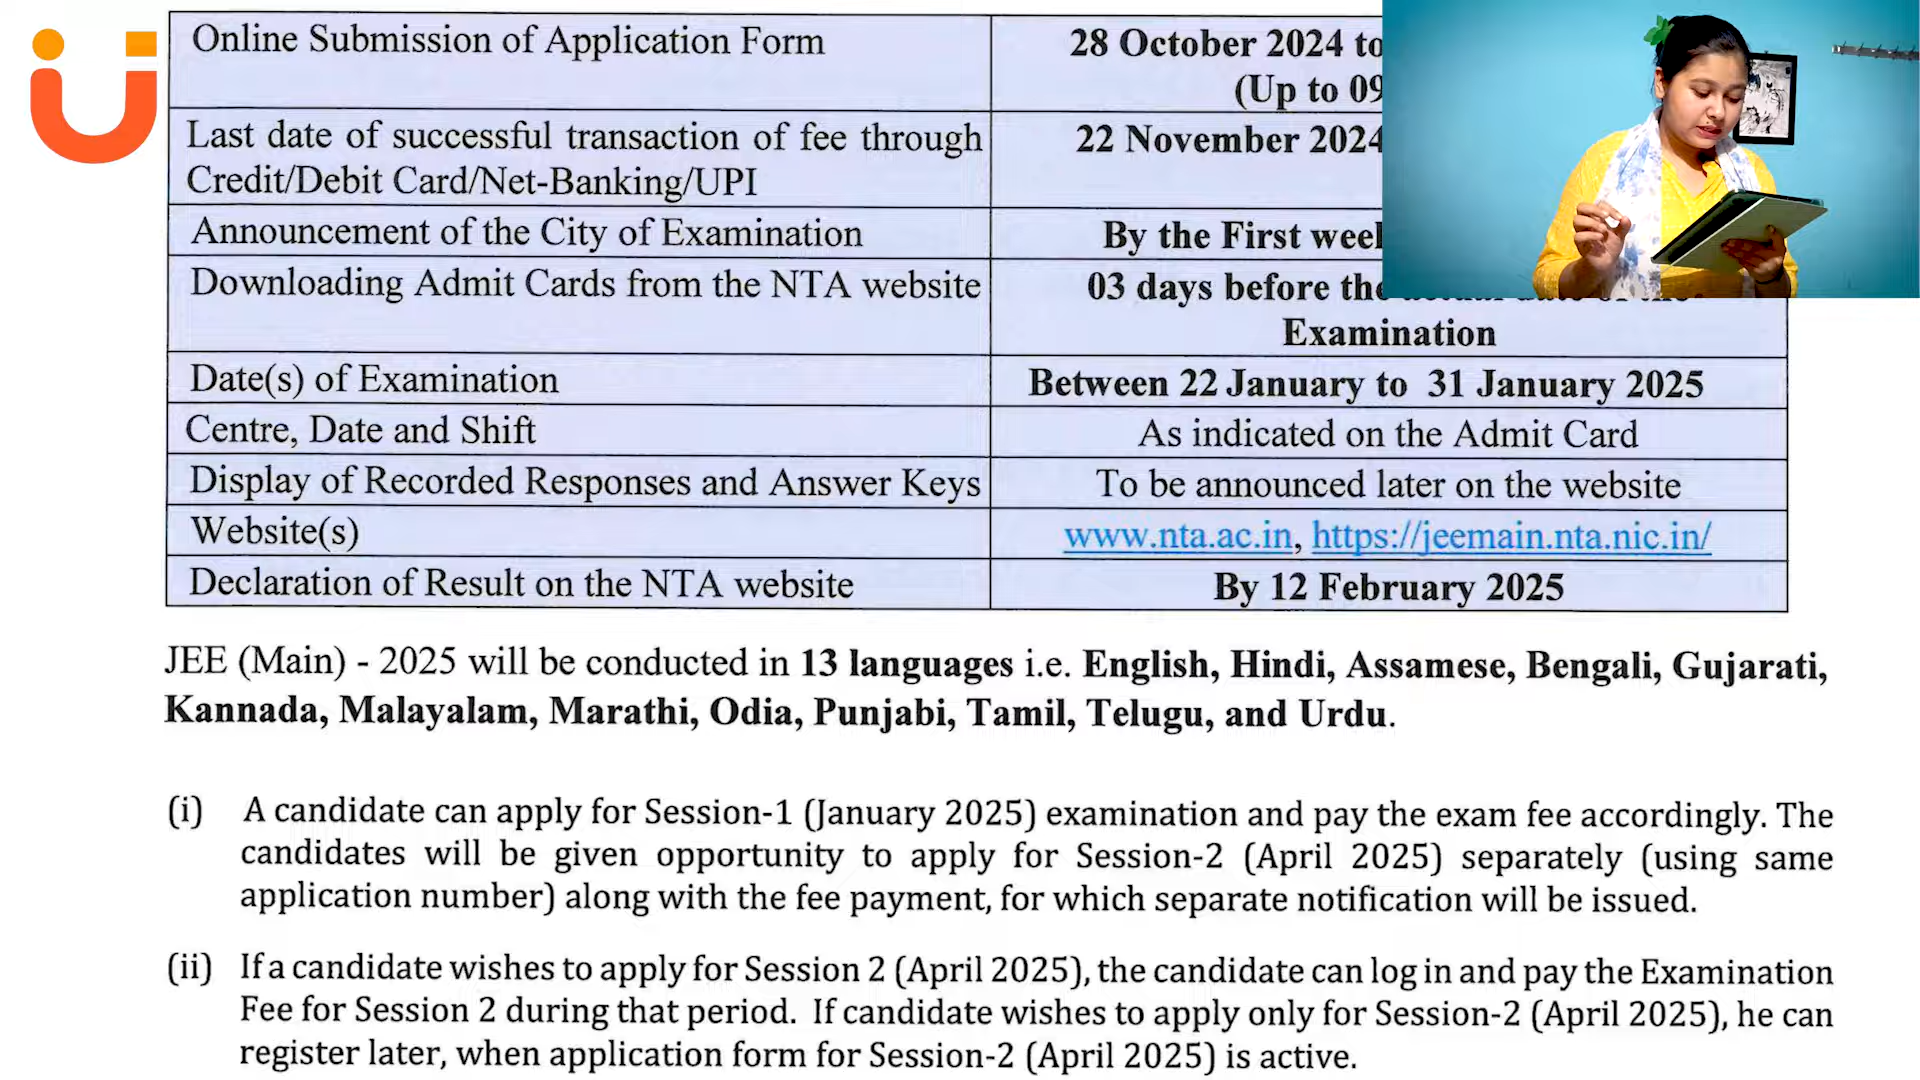 Online Submission of Application Form
28 October 2024 to
(Up to 09
Last date of successful transaction of fee through
Credit/Debit Card/Net-Banking/UPI
22 November 2024
Announcement of the City of Examination
By the First
Downloading Admit Cards from the NTA website
03 days before the
Examination
Date(s) of Examination
Between 22 January to 31 January 2025
Centre, Date and Shift
As indicated on the Admit Card
Display of Recorded Responses and Answer Keys
To be announced later on the website
Website(s)
www.nta.ac.in, https://jeemain.nta.nic.in/
Declaration of Result on the NTA website
By 12 February 2025
JEE (Main) - 2025 will be conducted in 13 languages i.e. English, Hindi, Assamese, Bengali, Gujarati,
Kannada, Malayalam, Marathi, Odia, Punjabi, Tamil, Telugu, and Urdu.
(i) A candidate can apply for Session-1 (January 2025) examination and pay the exam fee accordingly. The
candidates will be given opportunity to apply for Session-2 (April 2025) separately (using same
application number) along with the fee payment, for which separate notification will be issued.
(ii) If a candidate wishes to apply for Session 2 (April 2025), the candidate can log in and pay the Examination
Fee for Session 2 during that period. If candidate wishes to apply only for Session-2 (April 2025), he can
register later, when application form for Session-2 (April 2025) is active.